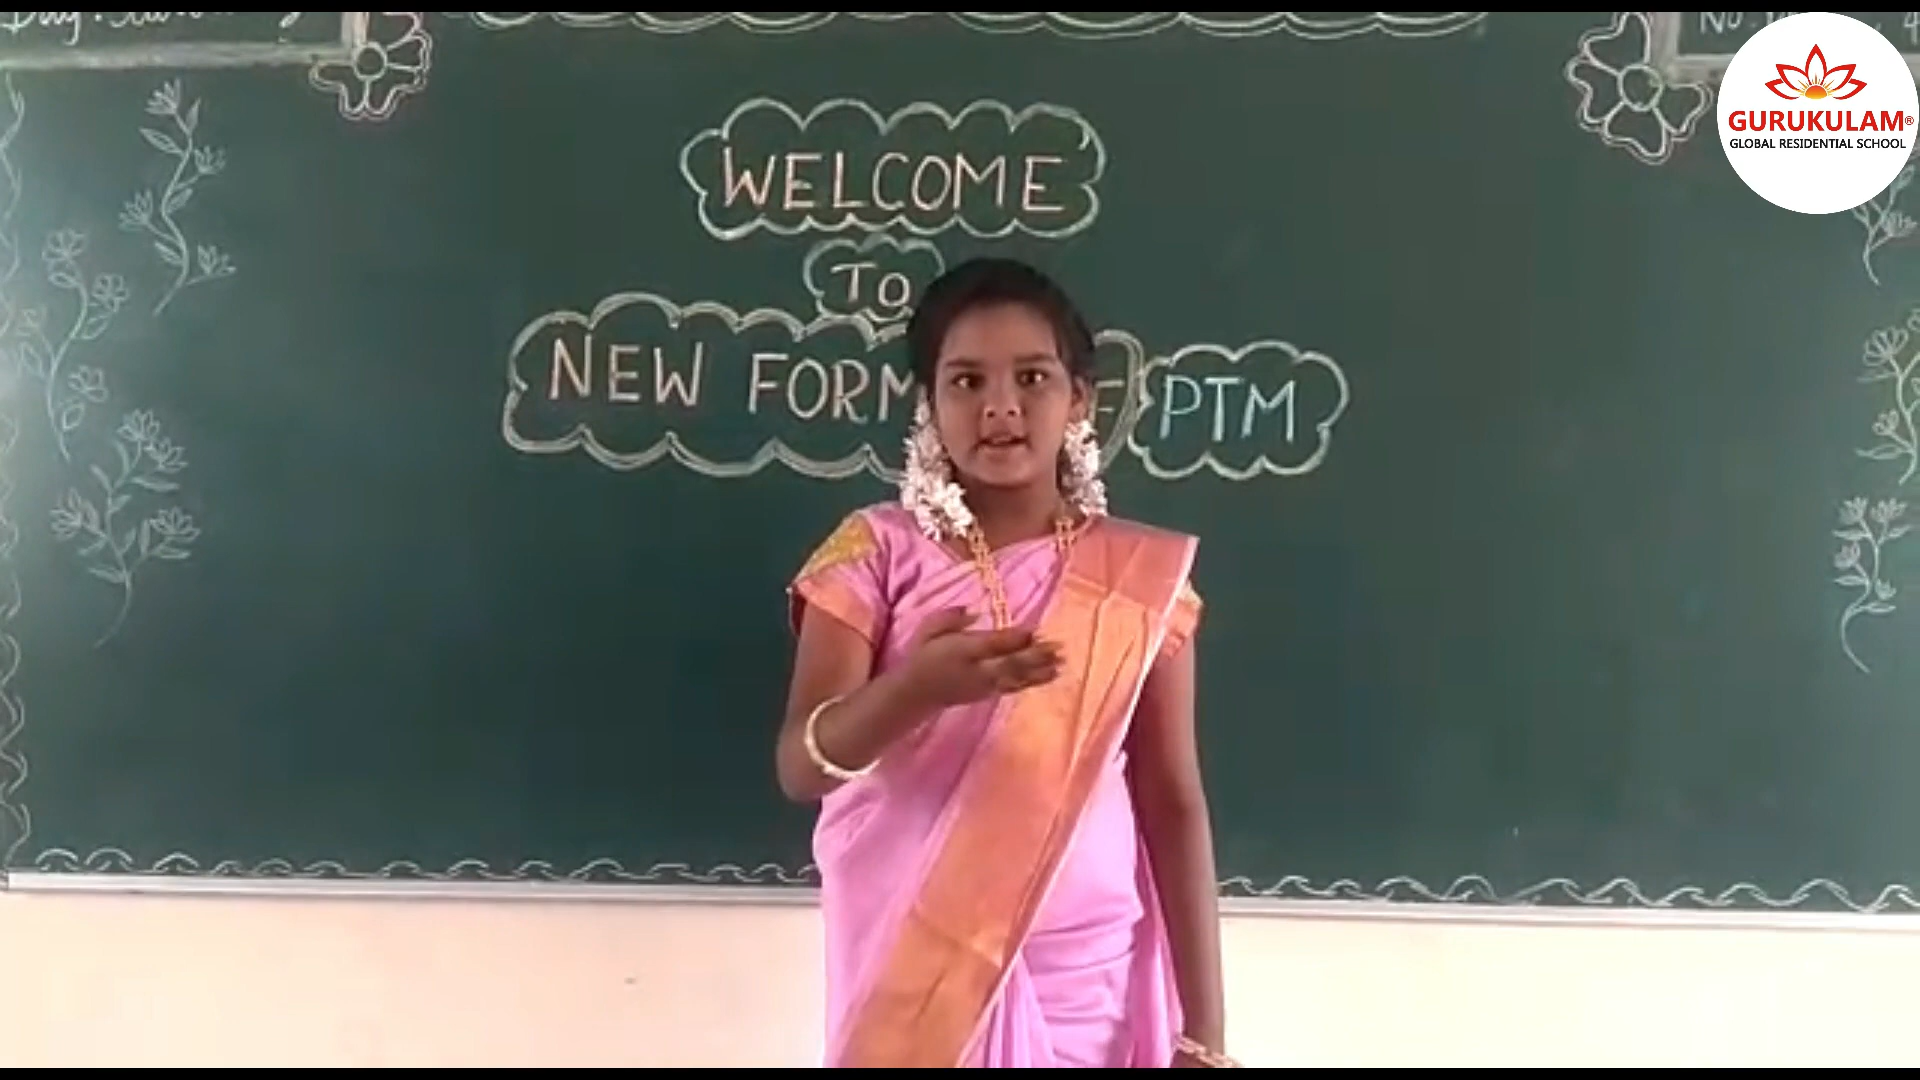 WELCOME
TO
NEW FORM
PTM
GURUKULAM®
GLOBAL RESIDENTIAL SCHOOL